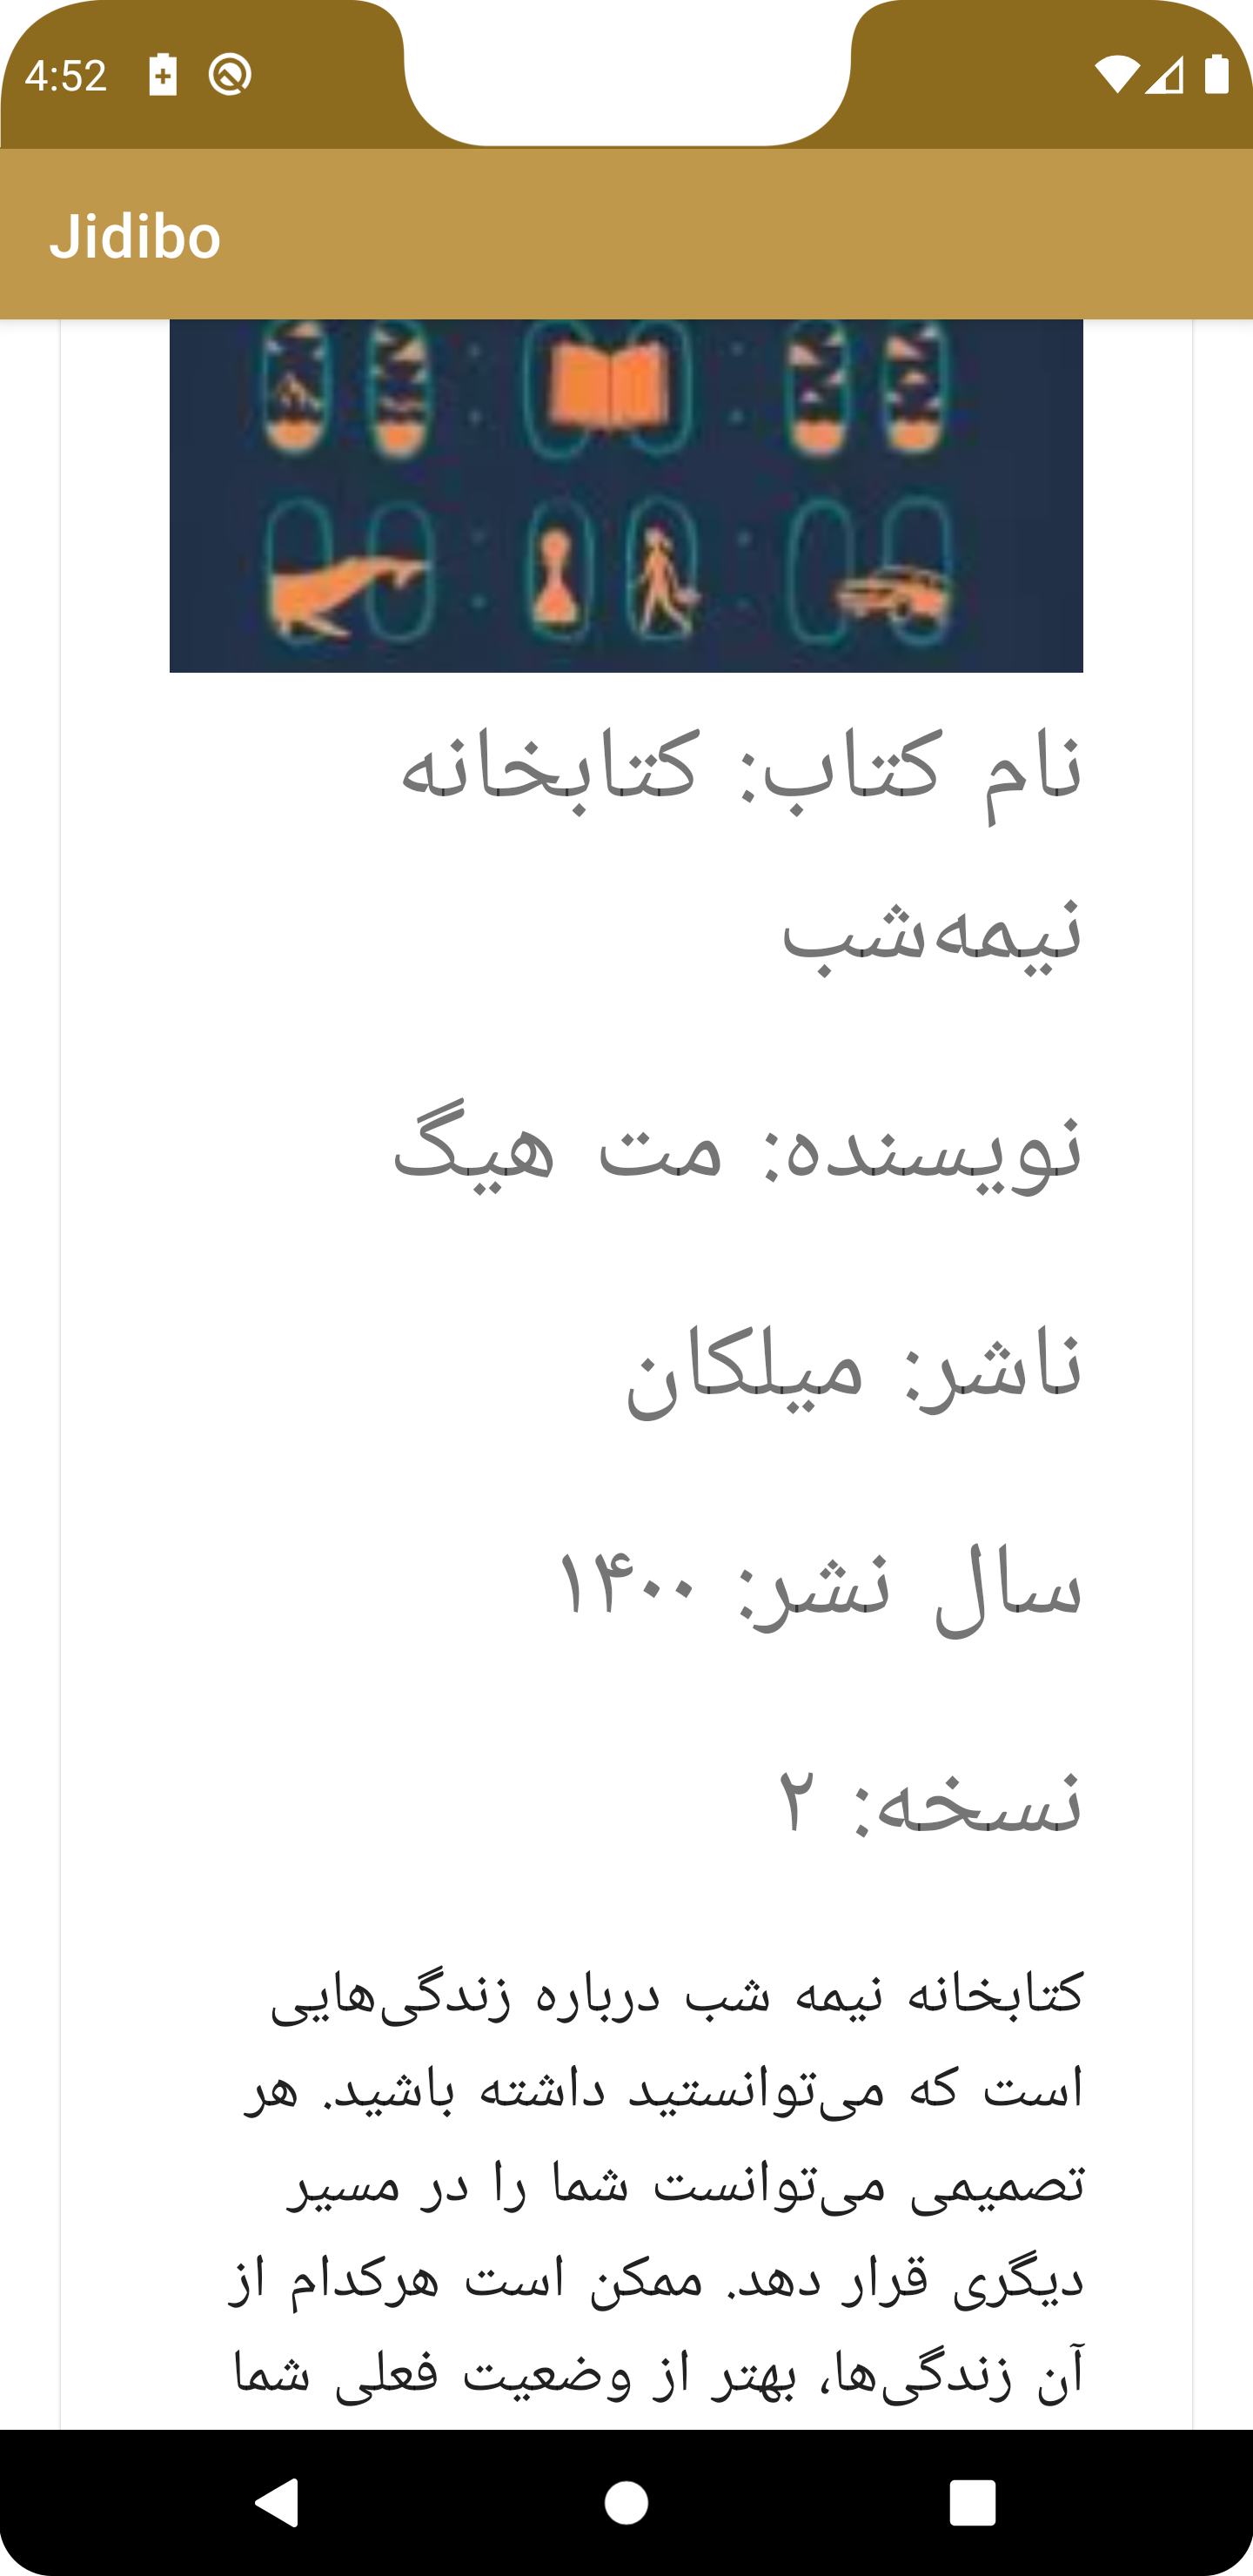 4:52
Jidibo
نام کتاب: کتابخانه
نیمه‌شب
نویسنده: مت هیگ
ناشر: میلکان
سال نشر: ۱۴۰۰
نسخه: ۲
کتابخانه نیمه شب درباره زندگی‌هایی
است که می‌توانستید داشته باشید. هر
تصمیمی می‌توانست شما را در مسیر
دیگری قرار دهد. ممکن است هرکدام از
آن زندگی‌ها، بهتر از وضعیت فعلی شما